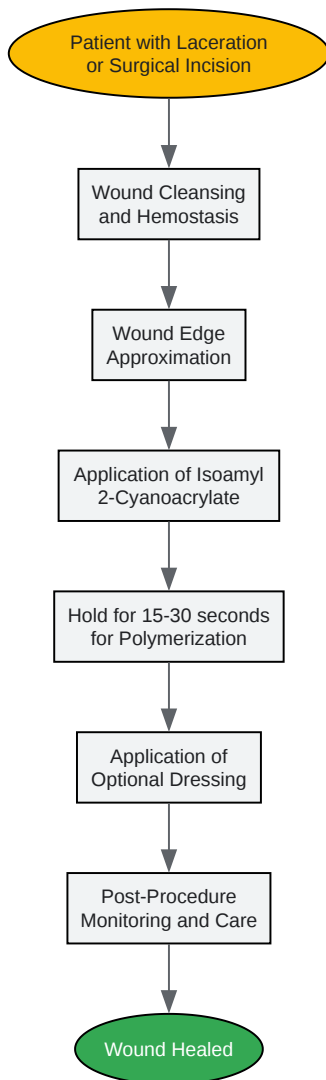 Patient with Laceration
or Surgical Incision
Wound Cleansing
and Hemostasis
Wound Edge
Approximation
Application of Isoamyl
2-Cyanoacrylate
Hold for 15-30 seconds
for Polymerization
Application of
Optional Dressing
Post-Procedure
Monitoring and Care
Wound Healed